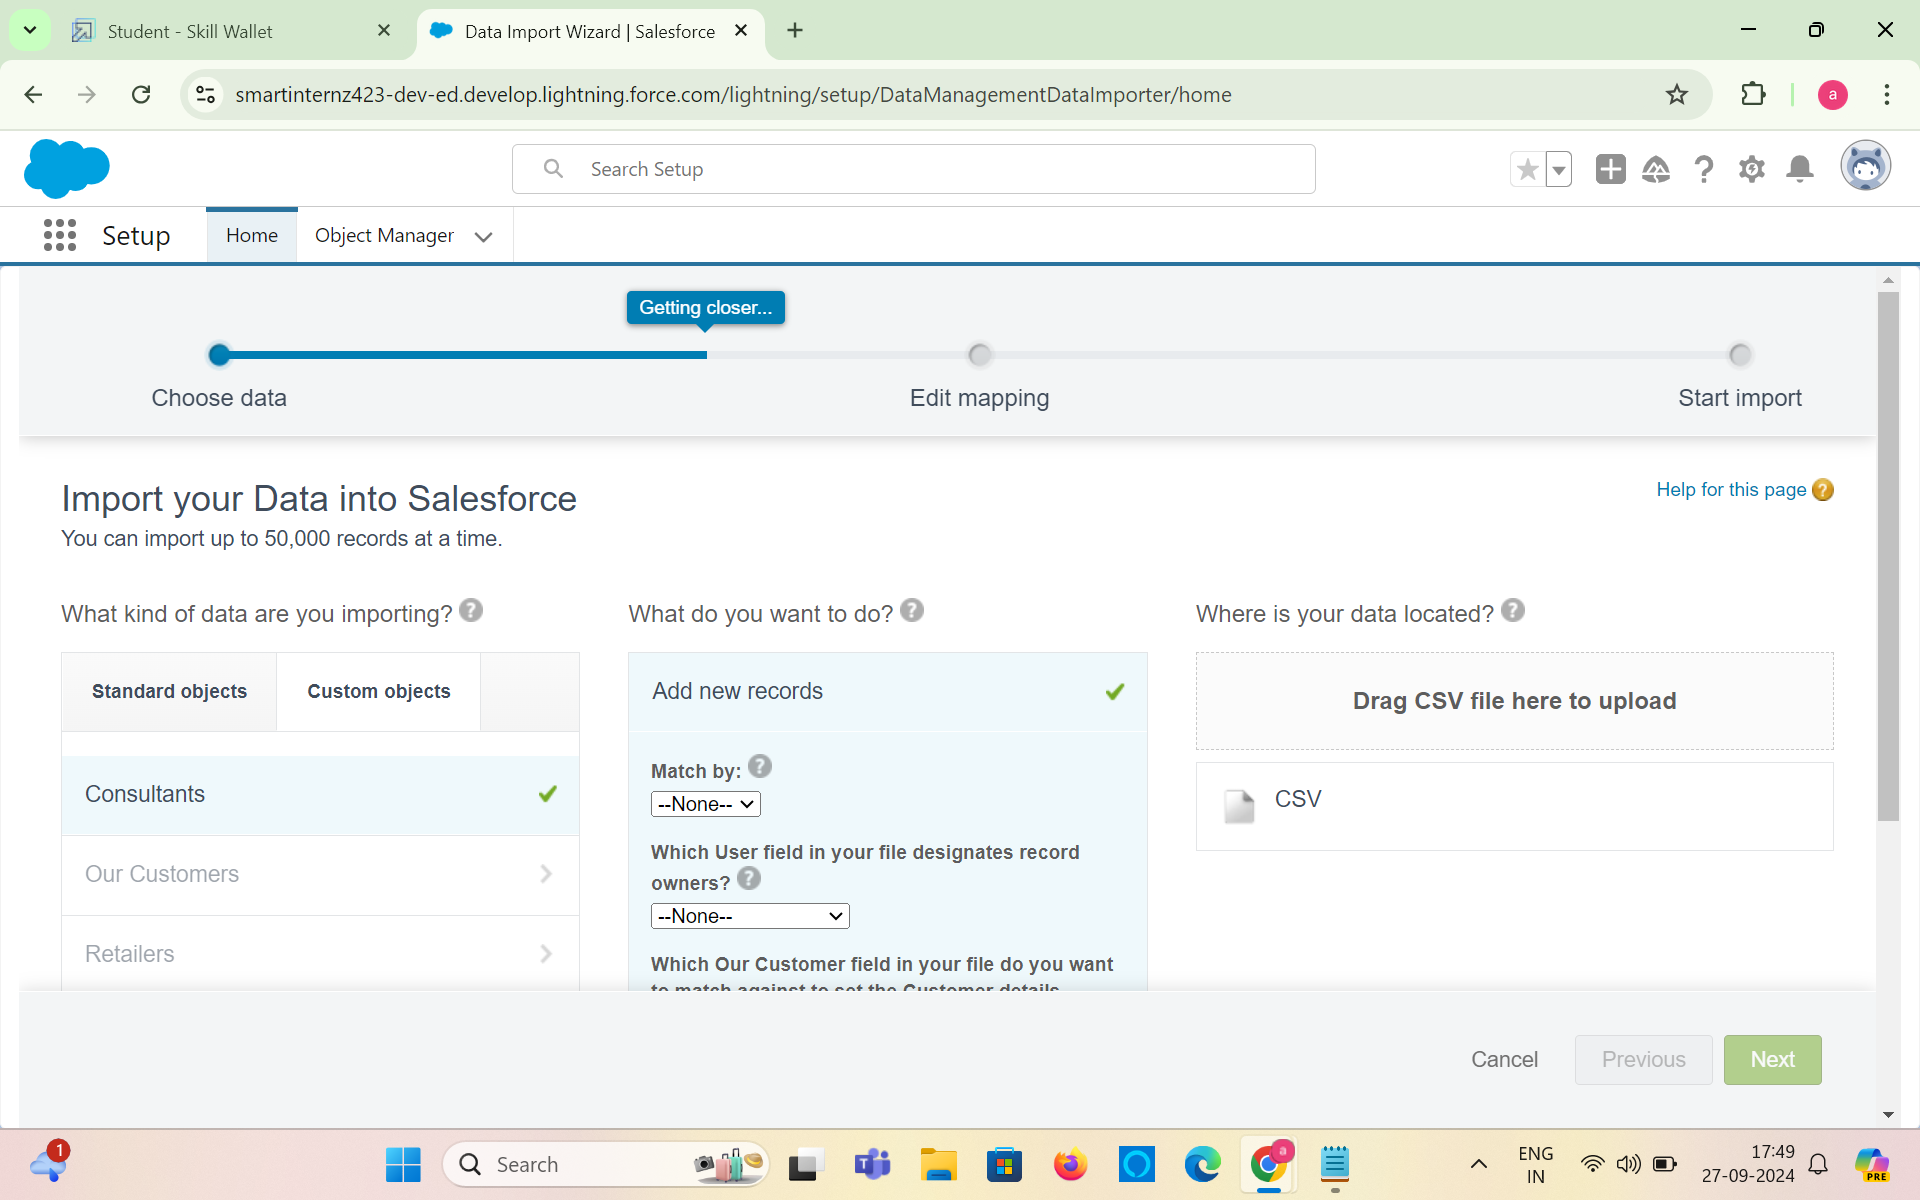 Student - Skill Wallet
Data Import Wizard | Salesforce
smartinternz423-dev-ed.develop.lightning.force.com/lightning/setup/DataManagementDataImporter/home
a
Search Setup
Setup
Home
Object Manager
Getting closer...
Choose data
Edit mapping
Start import
Import your Data into Salesforce
Help for this page ?
You can import up to 50,000 records at a time.
What kind of data are you importing? ?
Standard objects
Custom objects
Consultants
Our Customers
Retailers
What do you want to do? ?
Add new records
Match by: ?
--None--
Which User field in your file designates record
owners? ?
--None--
Which Our Customer field in your file do you want
to match against to set the Customer details
Where is your data located? ?
Drag CSV file here to upload
CSV
Cancel
Previous
Next
1
Search
T
a
ENG
IN
17:49
27-09-2024
PRE